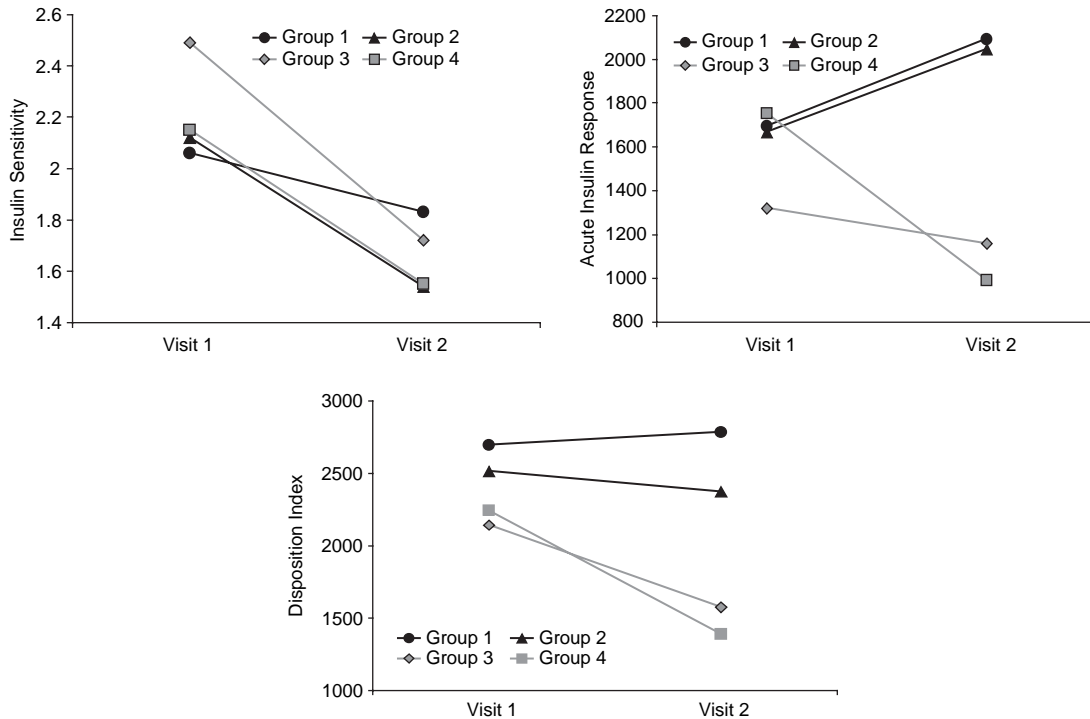 Insulin Sensitivity
2.6
2.4
2.2
2
1.8
1.6
1.4
Group 1 Group 2
Group 3 Group 4
Visit 1 Visit 2
Acute Insulin Response
2200
2000
1800
1600
1400
1200
1000
800
Group 1 Group 2
Group 3 Group 4
Visit 1 Visit 2
Disposition Index
3000
2500
2000
1500
1000
Group 1 Group 2
Group 3 Group 4
Visit 1 Visit 2